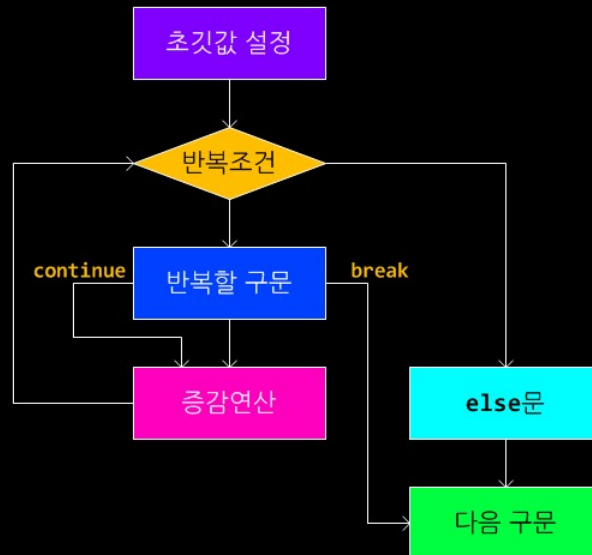 초깃값 설정
반복조건
continue
반복할 구문
break
증감연산
else문
다음 구문